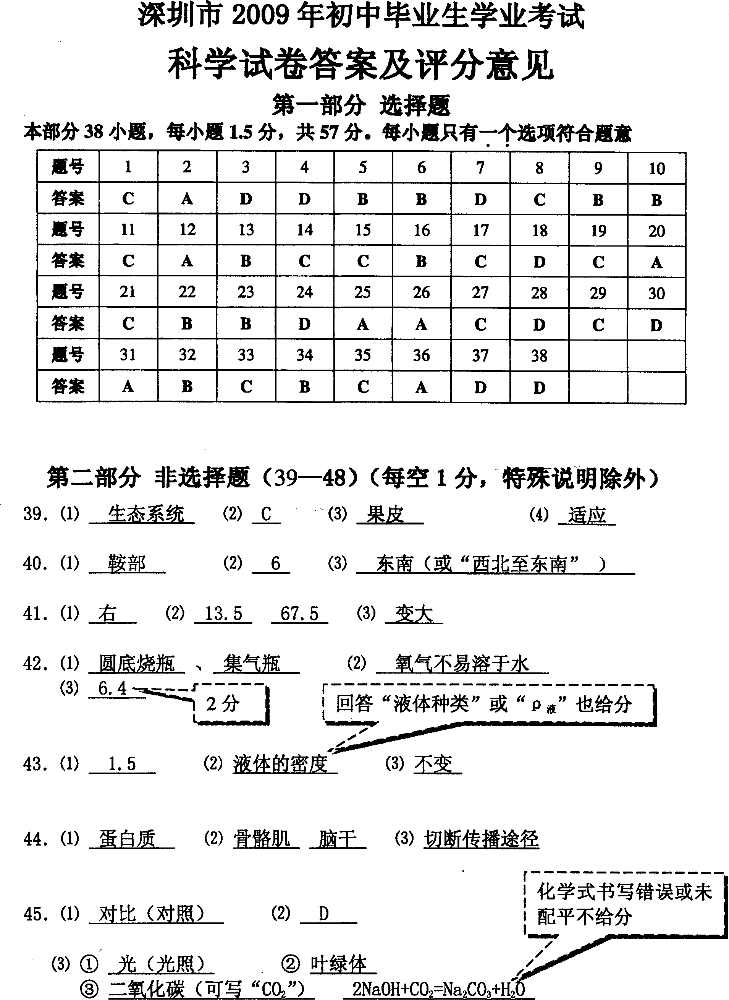 深圳市 2009 年初中毕业生学业考试
科学试卷答案及评分意见
第一部分 选择题
本部分 38 小题，每小题 1.5 分，共 57 分。每小题只有一个选项符合题意
题号 1 2 3 4 5 6 7 8 9 10
答案 C A D D B B D C B B
题号 11 12 13 14 15 16 17 18 19 20
答案 C A B C C B C D C A
题号 21 22 23 24 25 26 27 28 29 30
答案 C B B D A A C D C D
题号 31 32 33 34 35 36 37 38
答案 A B C B C A D D
第二部分 非选择题（39—48）（每空 1 分，特殊说明除外）
39. (1) 生态系统 (2) C (3) 果皮 (4) 适应
40. (1) 鞍部 (2) 6 (3) 东南（或“西北至东南”）
41. (1) 右 (2) 13.5 67.5 (3) 变大
42. (1) 圆底烧瓶 、 集气瓶 (2) 氧气不易溶于水
(3) 6.4
2 分
回答“液体种类”或“ρ液”也给分
43. (1) 1.5 (2) 液体的密度 (3) 不变
44. (1) 蛋白质 (2) 骨骼肌 脑干 (3) 切断传播途径
化学式书写错误或未
配平不给分
45. (1) 对比（对照） (2) D
(3) ① 光（光照） ② 叶绿体
③ 二氧化碳（可写“CO₂”） 2NaOH+CO₂=Na₂CO₃+H₂O